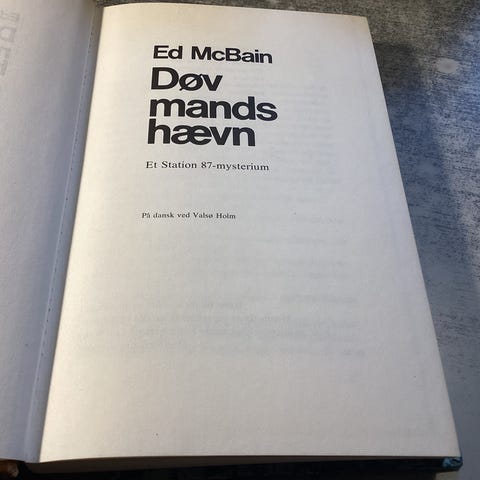 Ed McBain
Døv
mands
hævn
Et Station 87-mysterium
På dansk ved Valsø Holm